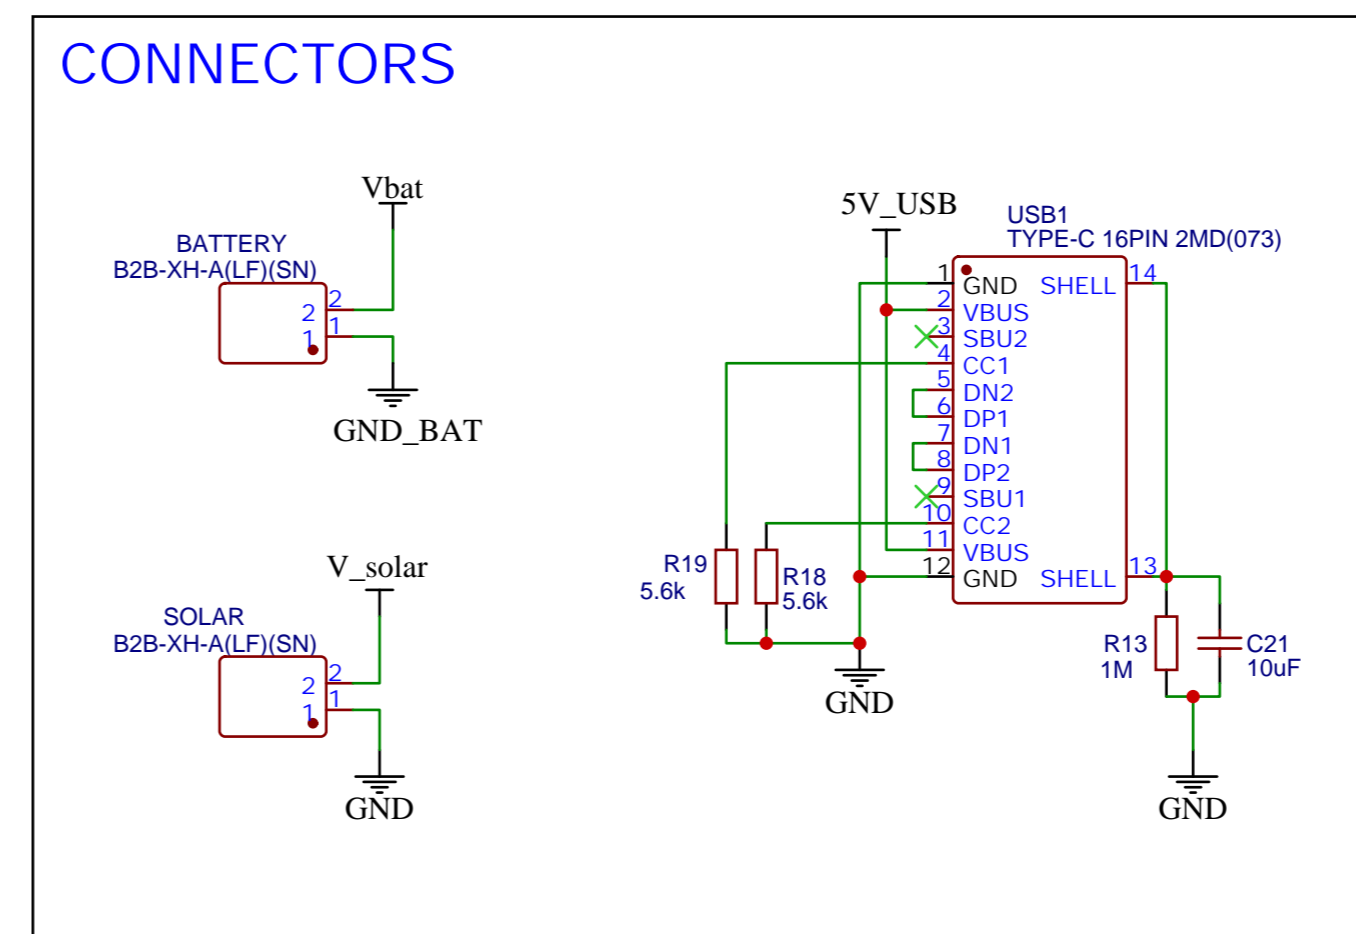 CONNECTORS
Vbat
BATTERY
B2B-XH-A(LF)(SN)
2 2
1 1
GND_BAT
V_solar
SOLAR
B2B-XH-A(LF)(SN)
2 2
1 1
GND
5V_USB
USB1
TYPE-C 16PIN 2MD(073)
1 GND SHELL 14
2 VBUS
3 SBU2
4 CC1
5 DN2
6 DP1
7 DN1
8 DP2
9 SBU1
10 CC2
11 VBUS
12 GND SHELL 13
R19
5.6k
R18
5.6k
GND
R13
1M
C21
10uF
GND